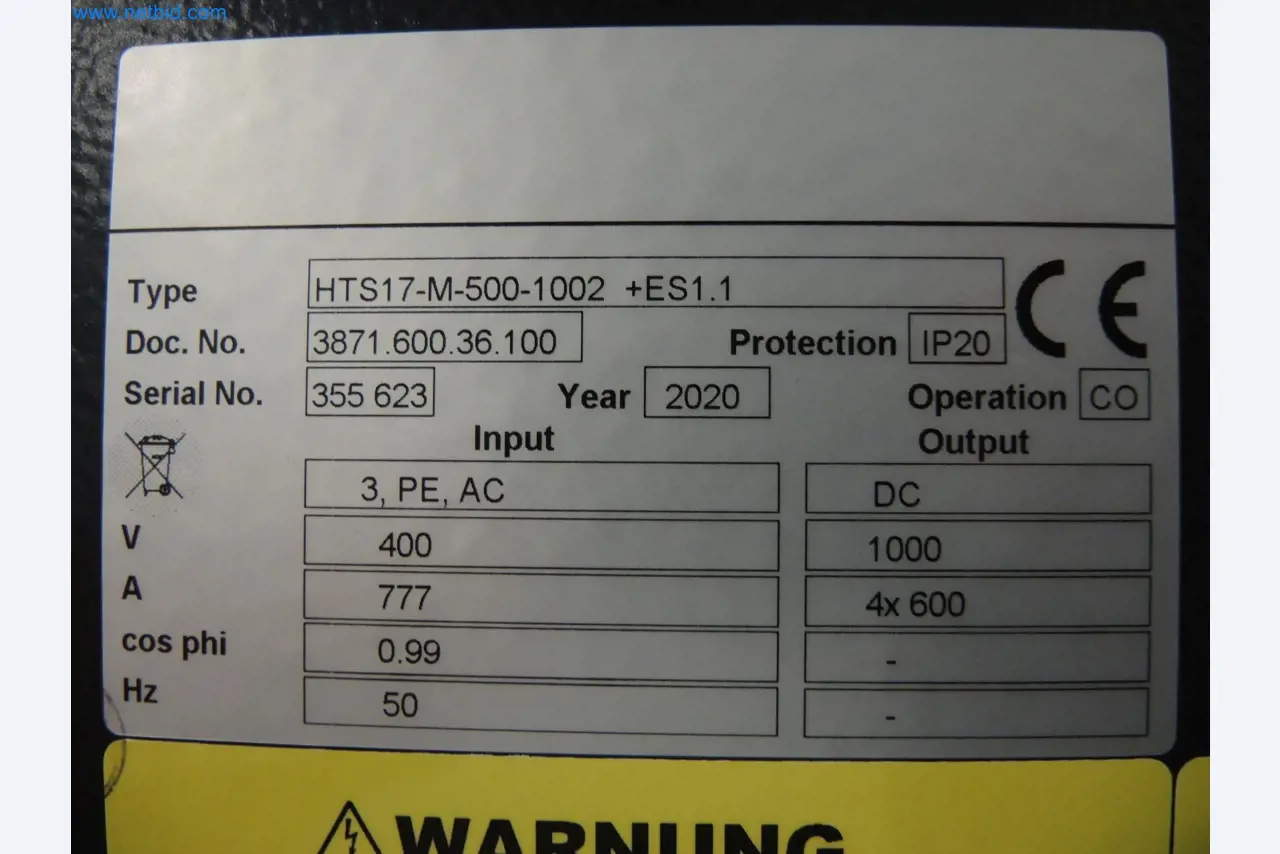 www.netbid.com
Type HTS17-M-500-1002 +ES1.1
CE
Doc. No. 3871.600.36.100 Protection IP20
Serial No. 355 623 Year 2020 Operation CO
Input Output
3, PE, AC DC
V 400 1000
A 777 4x 600
cos phi 0.99 -
Hz 50 -
WARNUNG